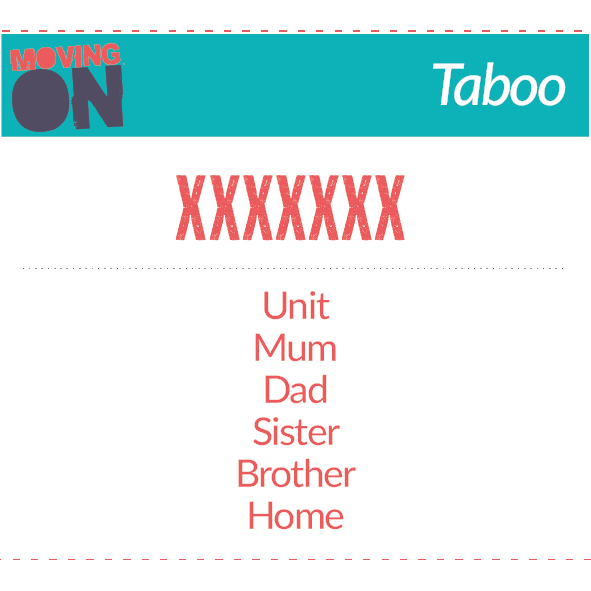 MOVING
ON
Taboo
XXXXXXX
Unit
Mum
Dad
Sister
Brother
Home